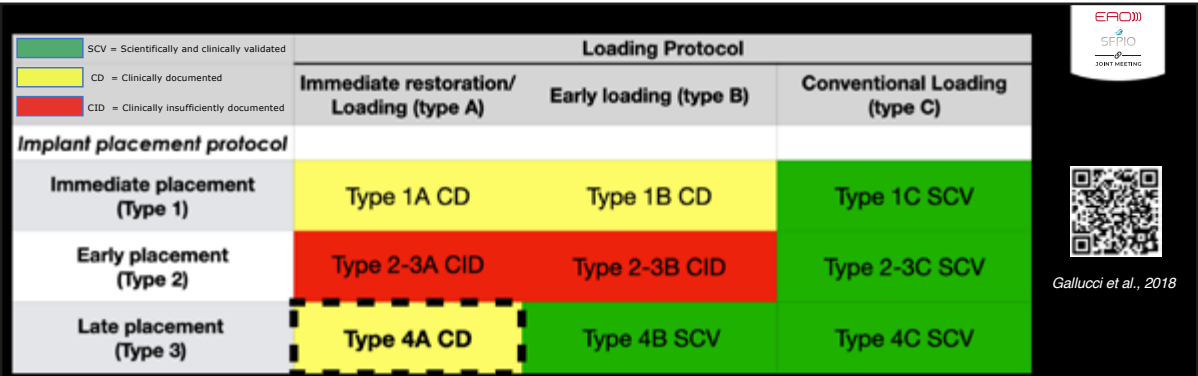 SCV = Scientifically and clinically validated
CD = Clinically documented
CID = Clinically insufficiently documented
Loading Protocol
Immediate restoration/
Loading (type A)
Early loading (type B)
Conventional Loading
(type C)
Implant placement protocol
Immediate placement
(Type 1)
Type 1A CD
Type 1B CD
Type 1C SCV
Early placement
(Type 2)
Type 2-3A CID
Type 2-3B CID
Type 2-3C SCV
Late placement
(Type 3)
Type 4A CD
Type 4B SCV
Type 4C SCV
EAO)))
SFPIO
JOINT MEETING
Gallucci et al., 2018